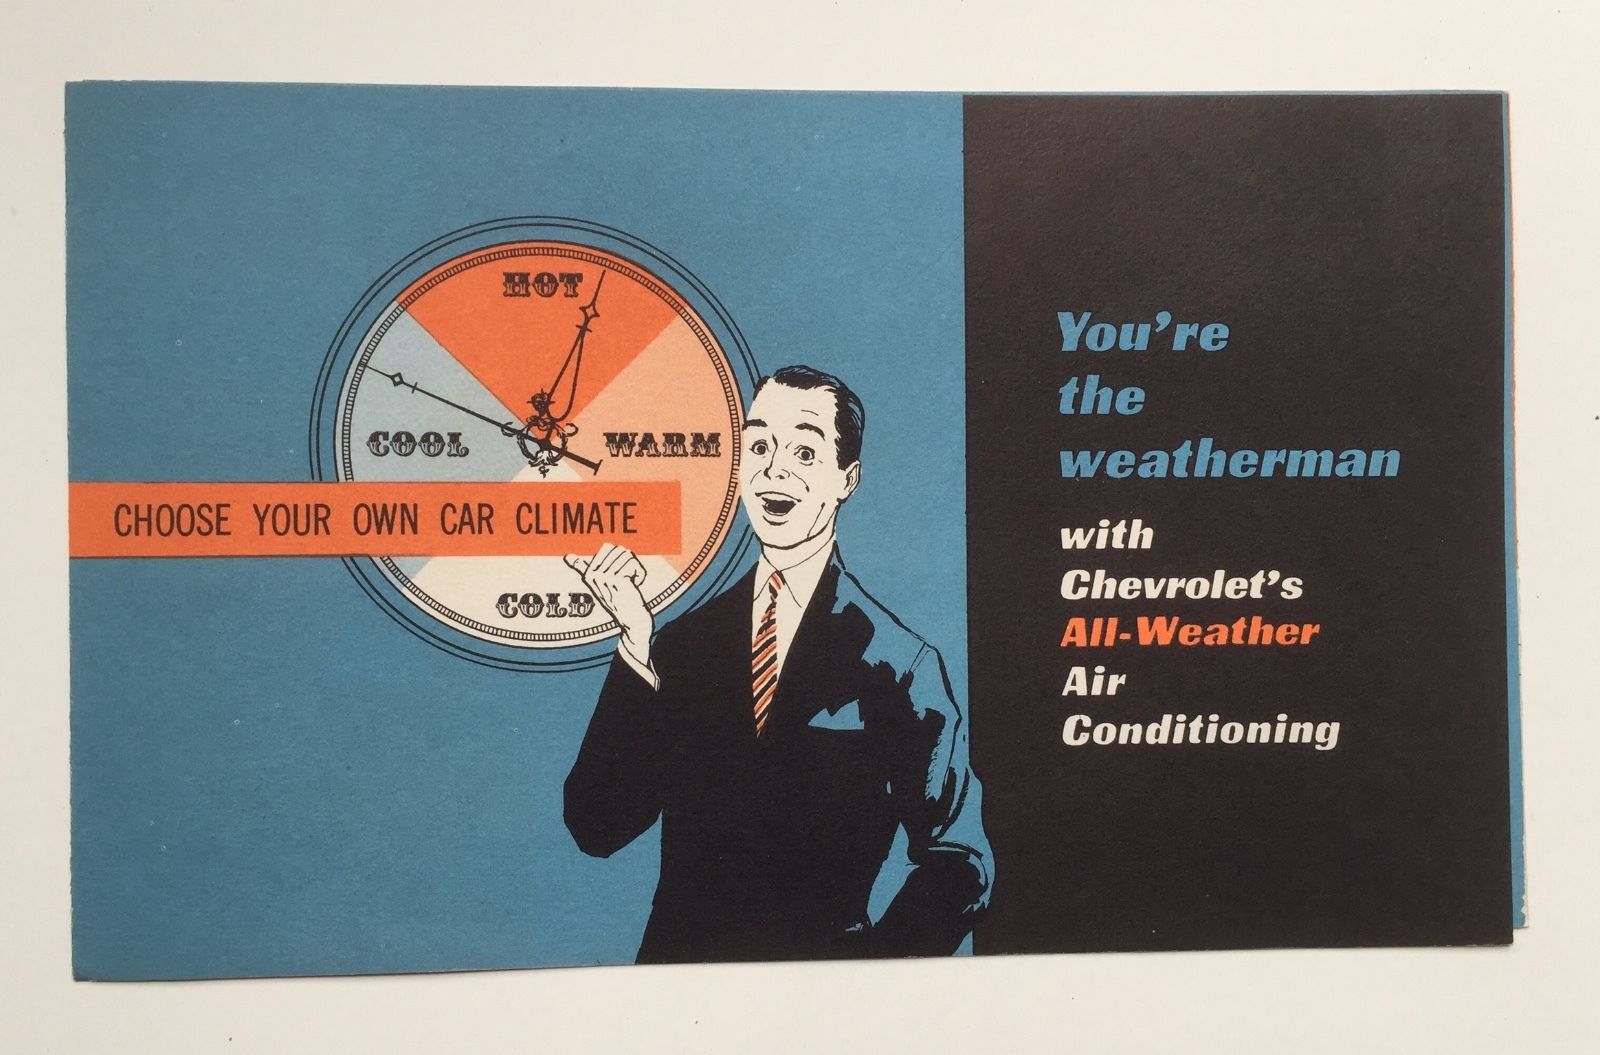 HOT
COOL
WARM
CHOOSE YOUR OWN CAR CLIMATE
COLD
You're
the
weatherman
with
Chevrolet's
All-Weather
Air
Conditioning